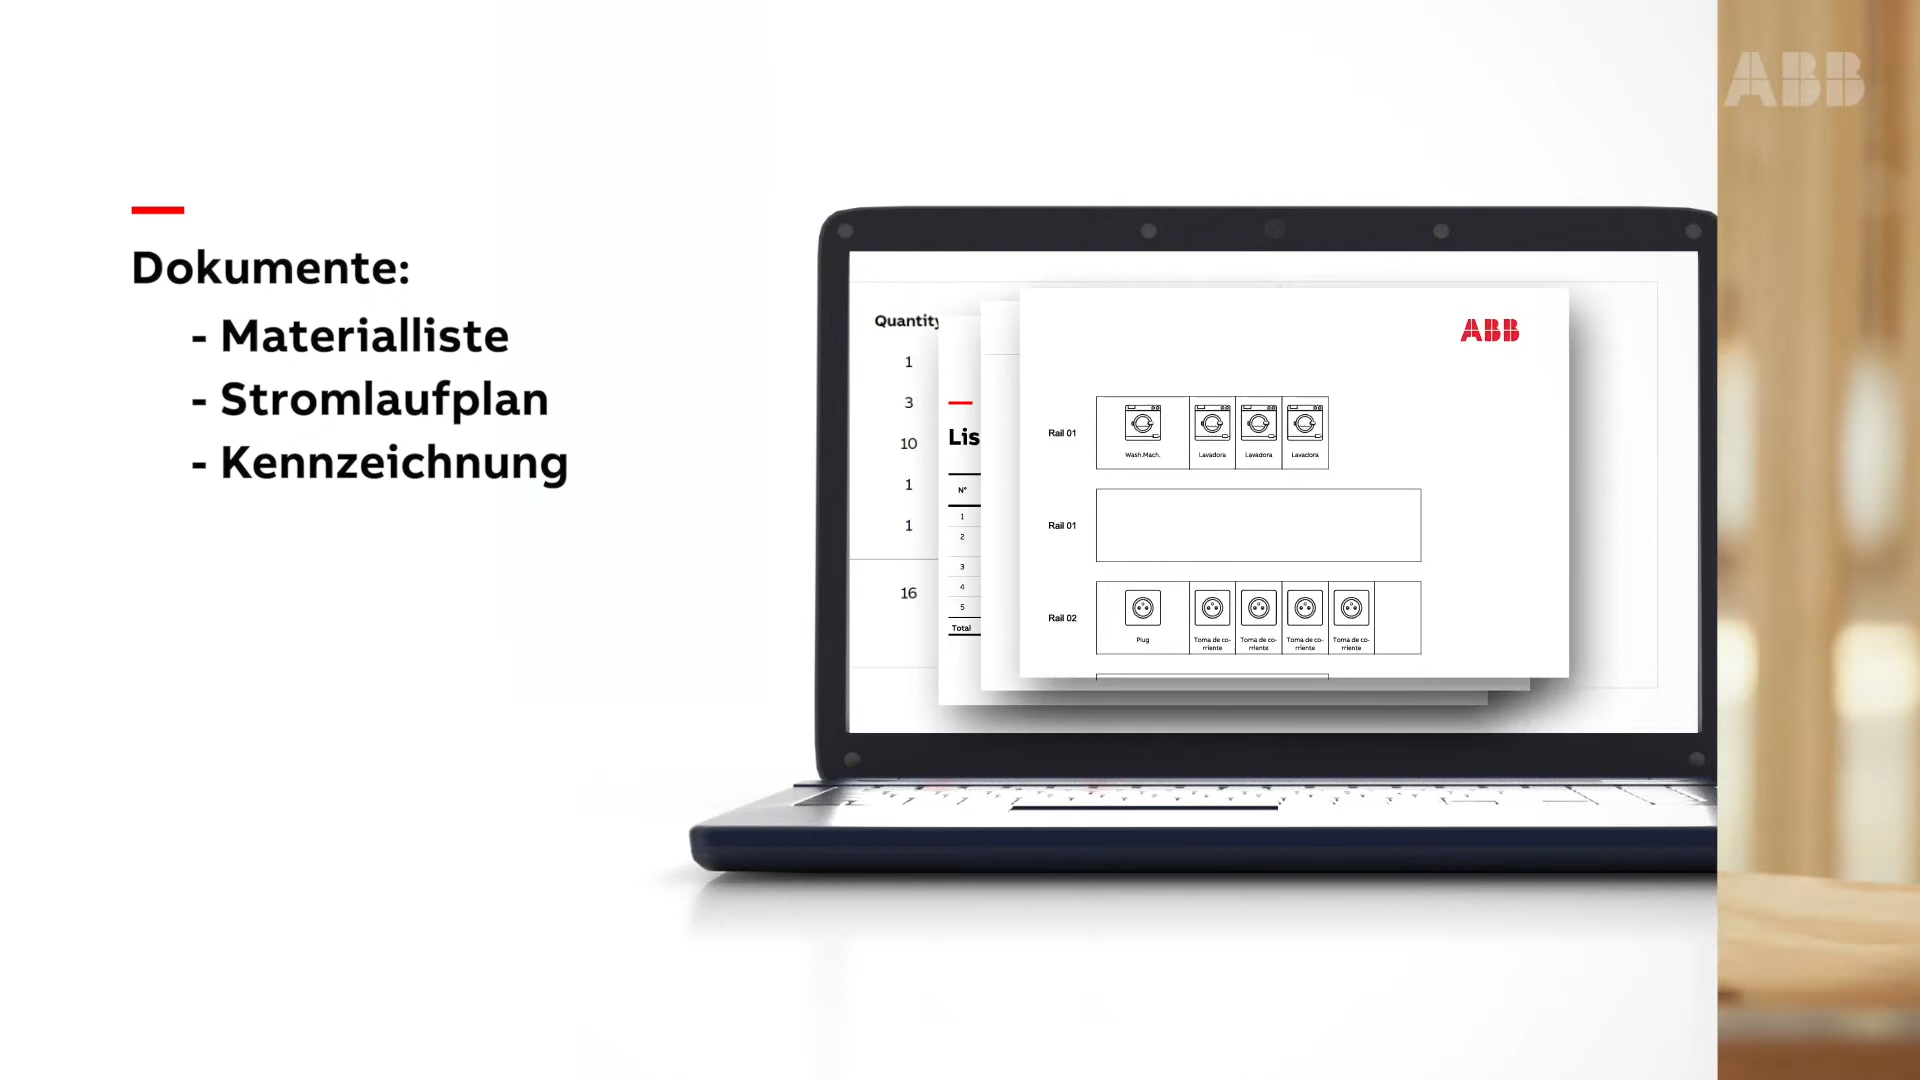 ABB
Dokumente:
- Materialliste
- Stromlaufplan
- Kennzeichnung
Quantity
1
3
10
1
1
16
Lis
N°
1
2
3
4
5
Total
ABB
Rail 01
Wash.Mach.
Lavadora
Lavadora
Lavadora
Rail 01
Rail 02
Plug
Toma de co-
rriente
Toma de co-
rriente
Toma de co-
rriente
Toma de co-
rriente